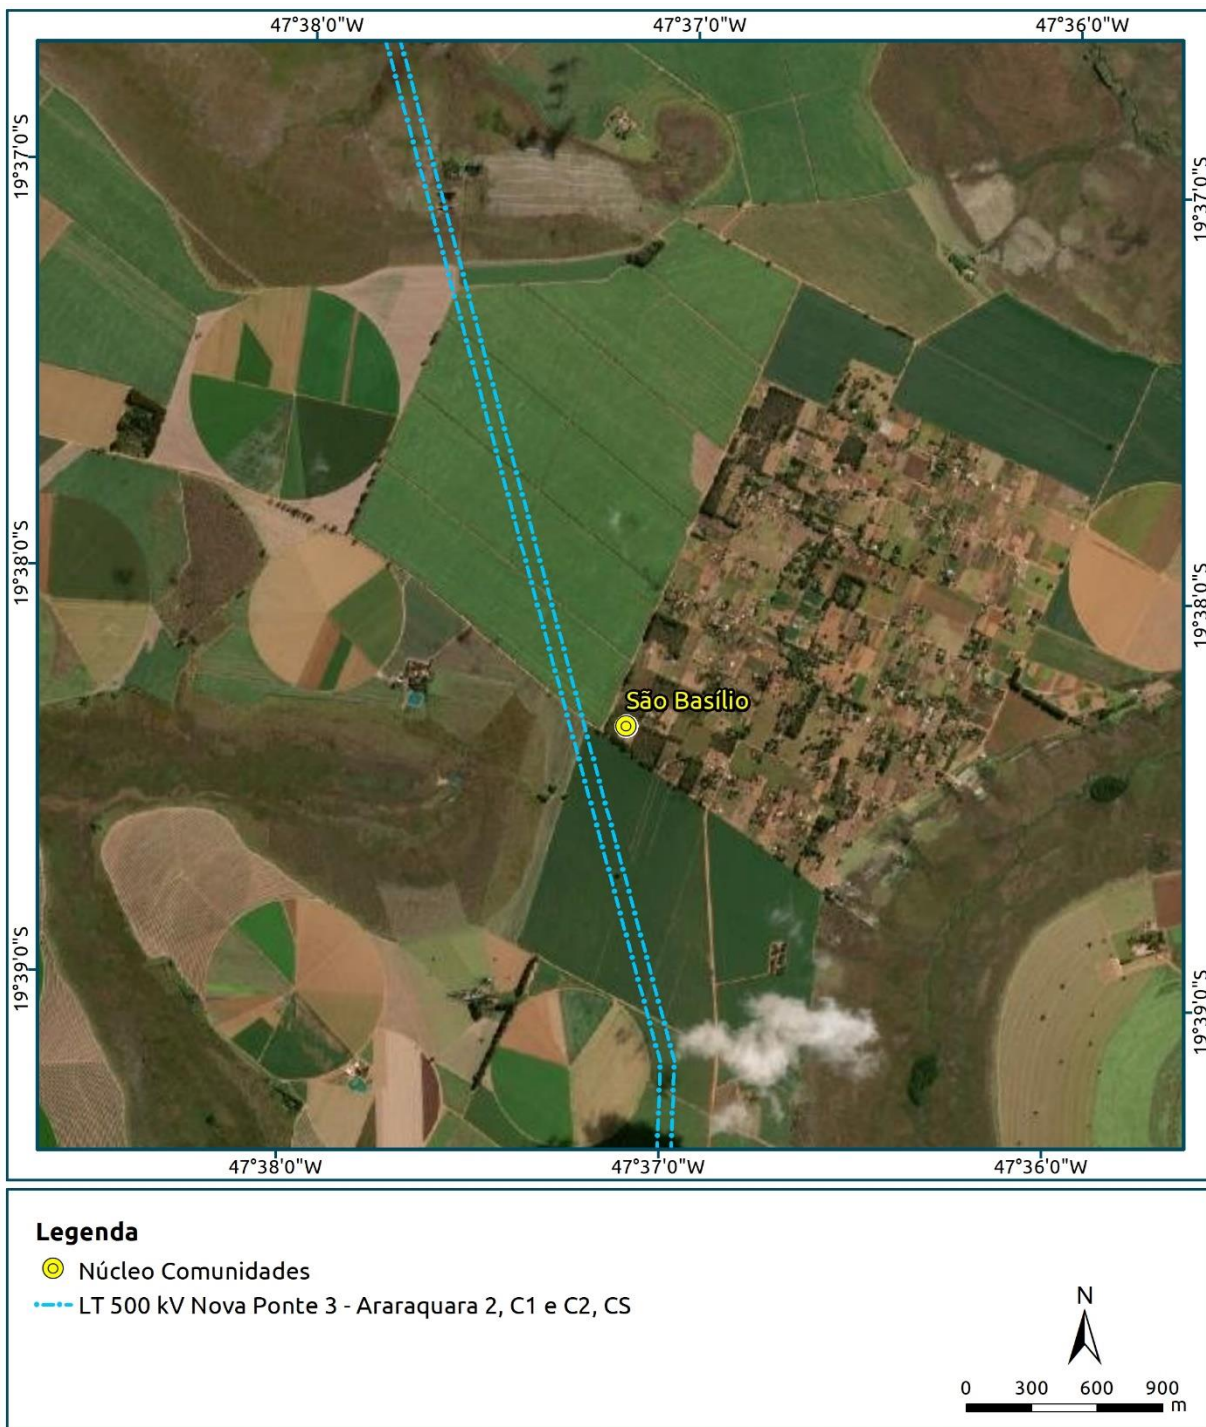 47°38'0"W 47°37'0"W 47°36'0"W
19°37'0"S
19°37'0"S
19°38'0"S
19°38'0"S
São Basílio
19°39'0"S
19°39'0"S
47°38'0"W 47°37'0"W 47°36'0"W
Legenda
Núcleo Comunidades
LT 500 kV Nova Ponte 3 - Araraquara 2, C1 e C2, CS
N
0 300 600 900
m